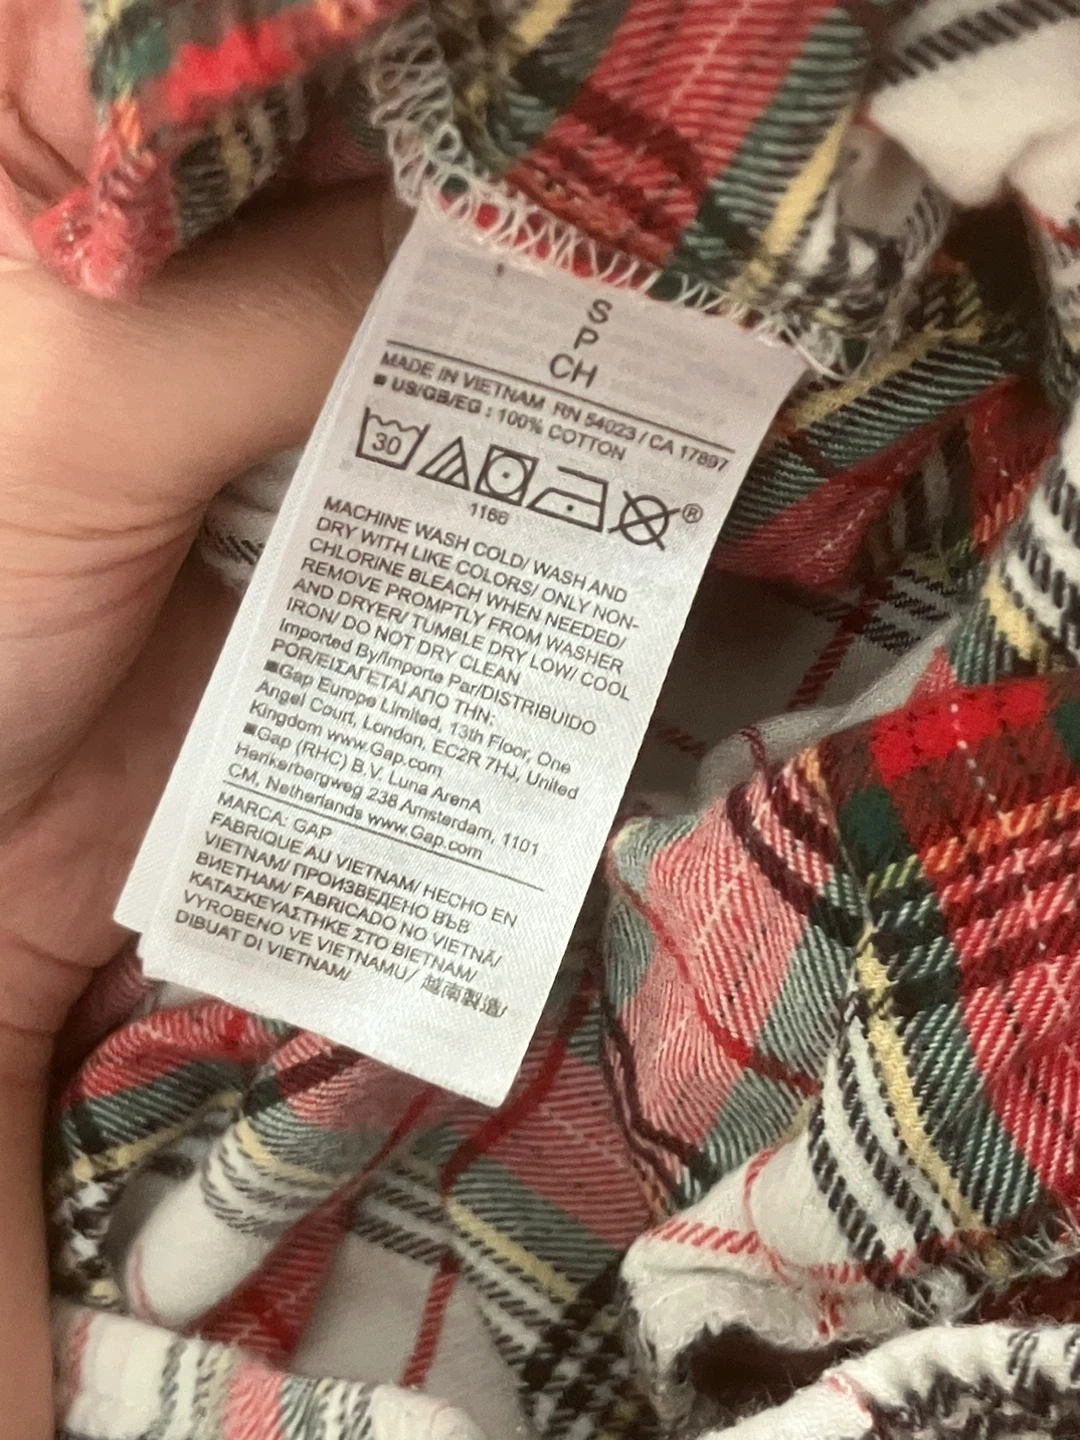 S
P
CH
MADE IN VIETNAM RN 54023 / CA 17897
■ US/GB/EG : 100% COTTON
30
®
1166
MACHINE WASH COLD/ WASH AND
DRY WITH LIKE COLORS/ ONLY NON-
CHLORINE BLEACH WHEN NEEDED/
REMOVE PROMPTLY FROM WASHER
AND DRYER/ TUMBLE DRY LOW/ COOL
IRON/ DO NOT DRY CLEAN
Imported By/Importe Par/DISTRIBUIDO
POR/ΕΙΣΑΓΕΤΑΙ ΑΠΟ ΤΗΝ:
■Gap Europe Limited, 13th Floor, One
Angel Court, London, EC2R 7HJ, United
Kingdom www.Gap.com
■Gap (RHC) B.V. Luna ArenA
Herikerbergweg 238 Amsterdam, 1101
CM, Netherlands www.Gap.com
MARCA: GAP
FABRIQUE AU VIETNAM/ HECHO EN
VIETNAM/ ПРОИЗВЕДЕНО ВЪВ
ВИЕТНАМ/ FABRICADO NO VIETNÃ/
ΚΑΤΑΣΚΕΥΑΣΤΗΚΕ ΣΤΟ ΒΙΕΤΝΑΜ/
VYROBENO VE VIETNAMU/ 越南製造/
DIBUAT DI VIETNAM/